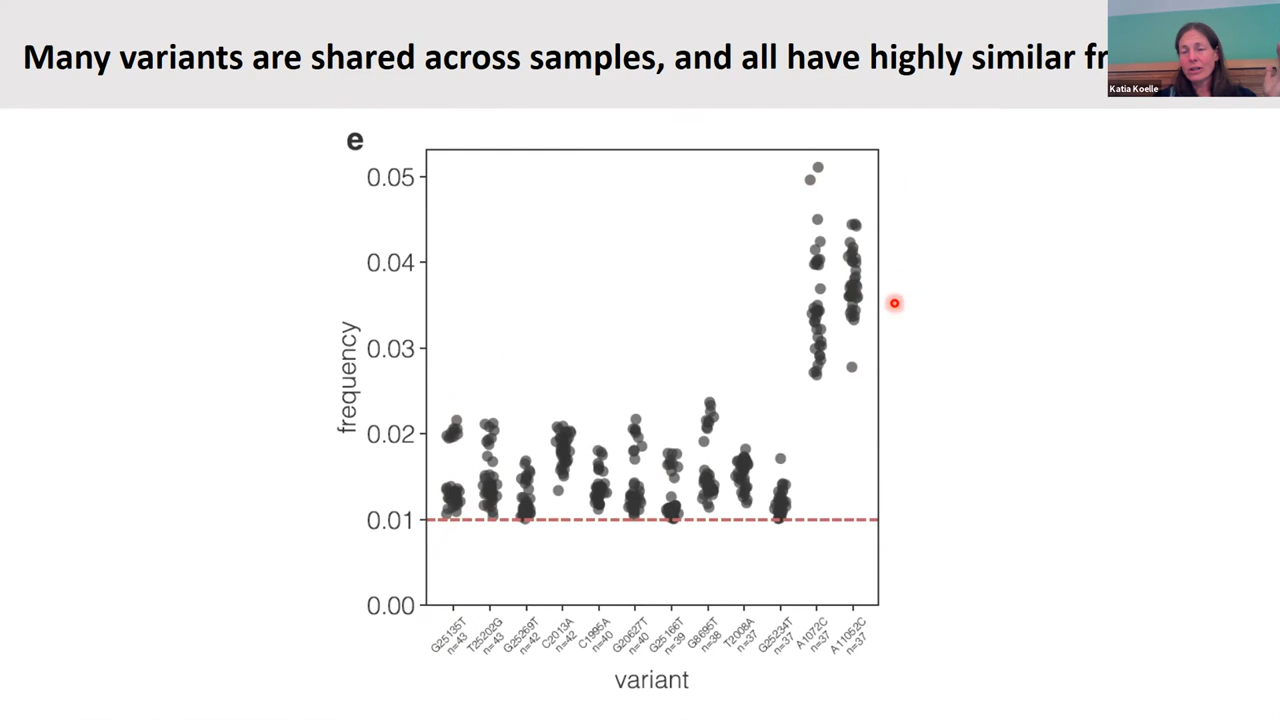 Many variants are shared across samples, and all have highly similar fr
Katia Koelle
e
0.05
0.04
0.03
0.02
0.01
0.00
frequency
G25135T
n=43
T25202G
n=43
G25269T
n=42
C2013A
n=42
C1995A
n=40
G20627T
n=40
G25166T
n=39
G8695T
n=38
T2008A
n=37
G25234T
n=37
A1072C
n=37
A11052C
n=37
variant